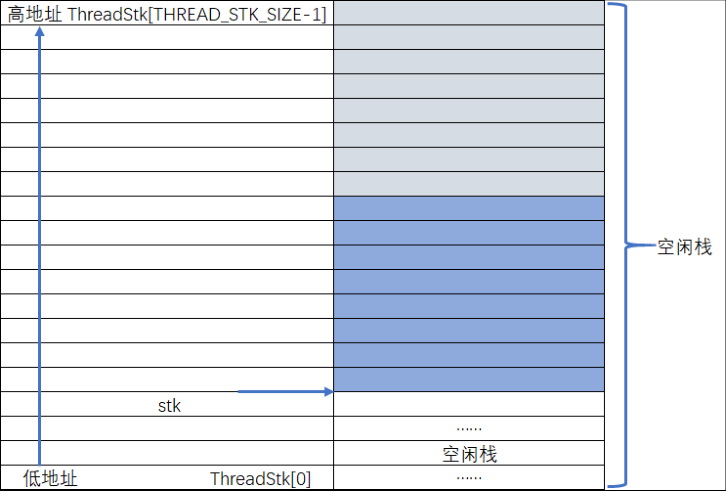 高地址 ThreadStk[THREAD_STK_SIZE-1]
空闲栈
stk
……
空闲栈
低地址 ThreadStk[0] ……